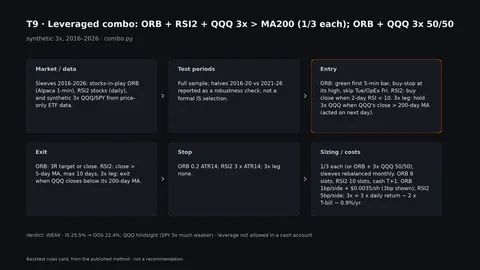 T9 · Leveraged combo: ORB + RSI2 + QQQ 3x > MA200 (1/3 each); ORB + QQQ 3x 50/50
synthetic 3x, 2016–2026 · combo.py
Market / data
Sleeves 2016-2026: stocks-in-play ORB
(Alpaca 1-min), RSI2 stocks (daily),
and synthetic 3x QQQ/SPY from price-
only ETF data.
›
Test periods
Full sample; halves 2016-20 vs 2021-26
reported as a robustness check, not a
formal IS selection.
›
Entry
ORB: green first 5-min bar, buy-stop at
its high, skip Tue/OpEx Fri. RSI2: buy
close when 2-day RSI < 10. 3x leg: hold
3x QQQ when QQQ's close > 200-day MA
(acted on next day).
Exit
ORB: 3R target or close. RSI2: close >
5-day MA, max 10 days. 3x leg: exit
when QQQ closes below its 200-day MA.
›
Stop
ORB 0.2 ATR14; RSI2 3 x ATR14; 3x leg
none.
›
Sizing / costs
1/3 each (or ORB + 3x QQQ 50/50),
sleeves rebalanced monthly. ORB 8
slots, RSI2 10 slots, cash T+1. ORB
1bp/side + $0.0035/sh (3bp shown); RSI2
5bp/side; 3x = 3 x daily return − 2 x
T-bill − 0.9%/yr.
Verdict: WEAK · IS 25.5% → OOS 22.4%; QQQ hindsight (SPY 3x much weaker) · leverage not allowed in a cash account
Backtest rules card, from the published method · not a recommendation